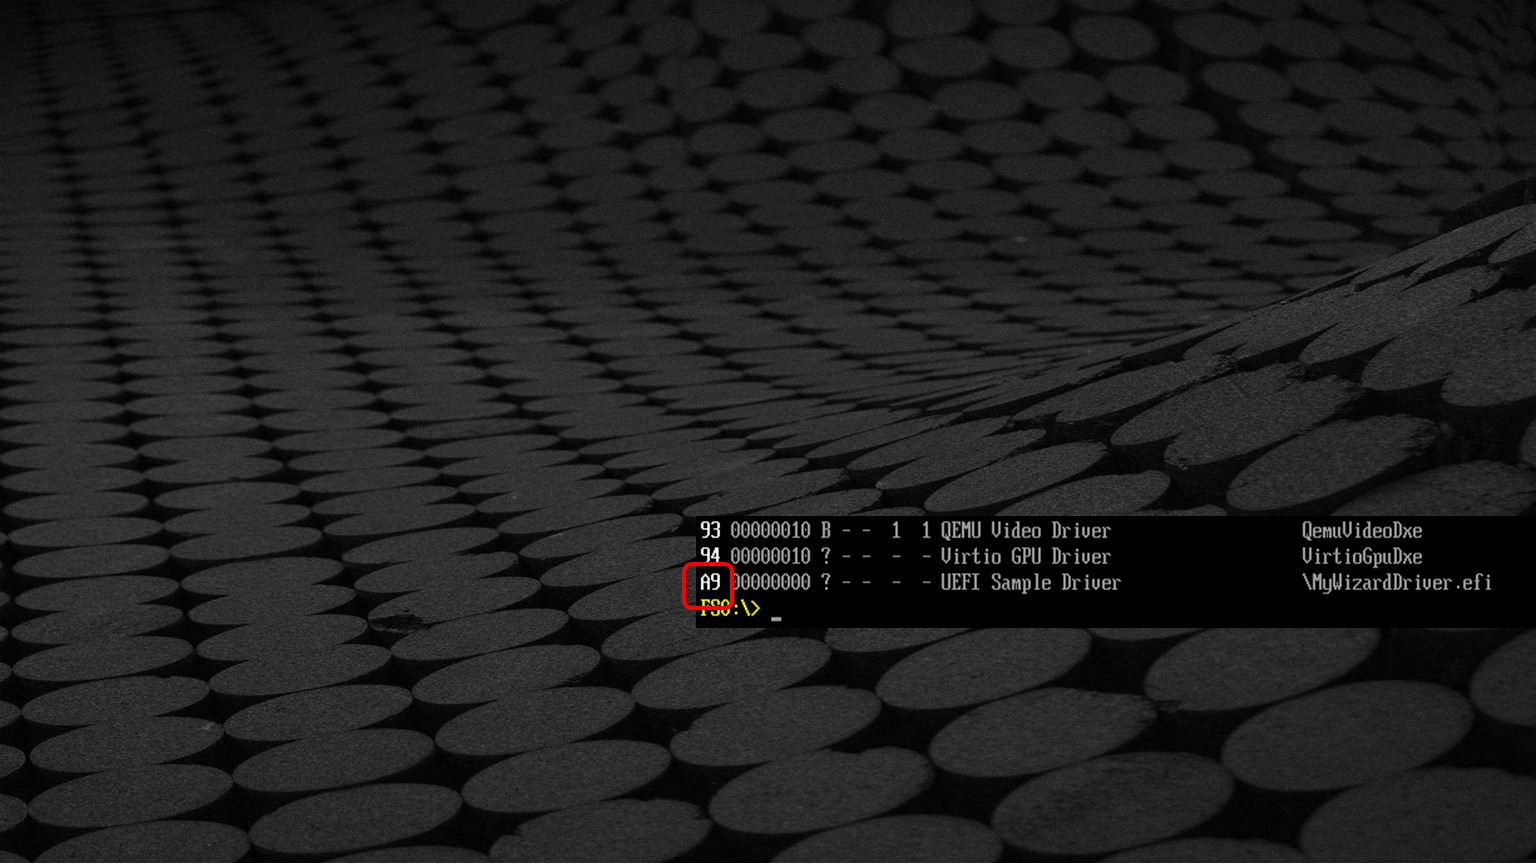 93 00000010 B - - 1 1 QEMU Video Driver QemuVideoDxe
94 00000010 ? - - - - Virtio GPU Driver VirtioGpuDxe
A9 00000000 ? - - - - UEFI Sample Driver \MyWizardDriver.efi
FS0:\> _